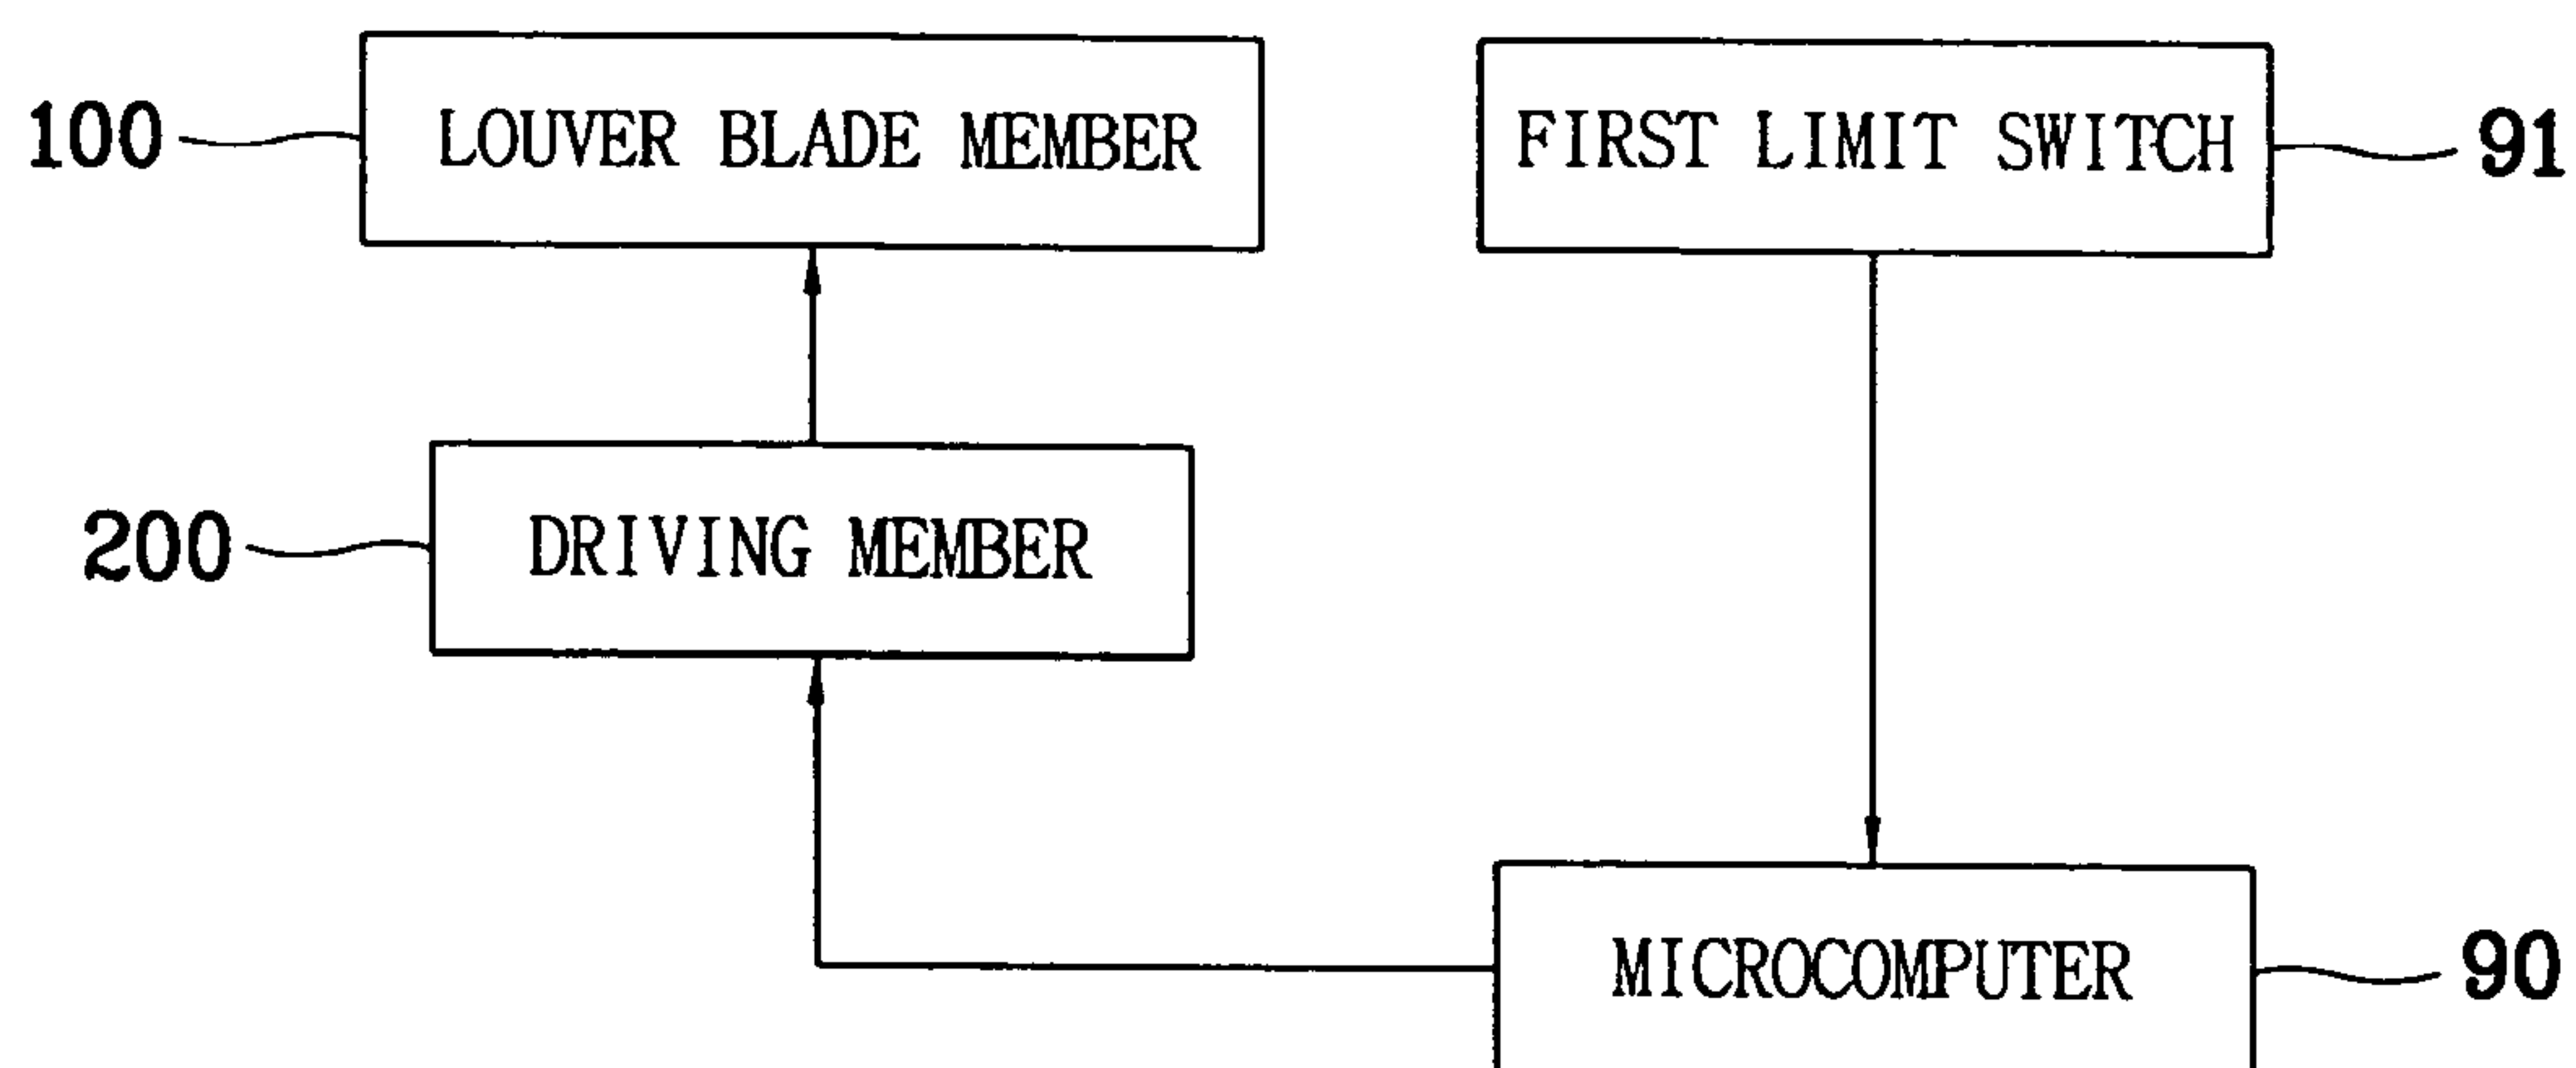 100 LOUVER BLADE MEMBER
FIRST LIMIT SWITCH 91
200 DRIVING MEMBER
MICROCOMPUTER 90